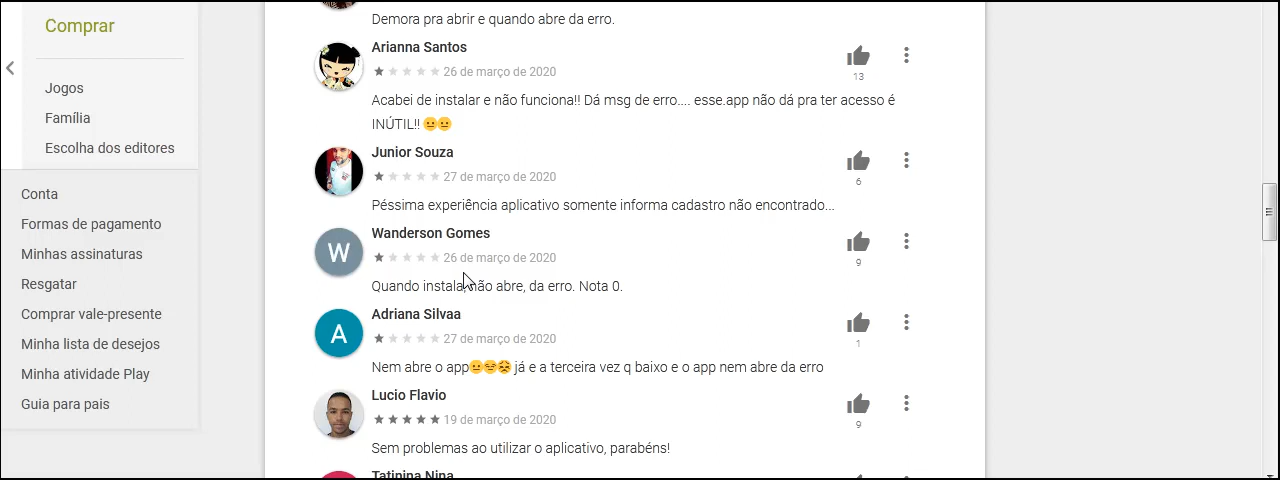 Comprar
Jogos
Família
Escolha dos editores
Conta
Formas de pagamento
Minhas assinaturas
Resgatar
Comprar vale-presente
Minha lista de desejos
Minha atividade Play
Guia para pais
Demora pra abrir e quando abre da erro.
Arianna Santos
26 de março de 2020
13
Acabei de instalar e não funciona!! Dá msg de erro.... esse.app não dá pra ter acesso é
INÚTIL!! 😐😐
Junior Souza
27 de março de 2020
6
Péssima experiência aplicativo somente informa cadastro não encontrado...
Wanderson Gomes
W
26 de março de 2020
9
Quando instala não abre, da erro. Nota 0.
Adriana Silvaa
A
27 de março de 2020
1
Nem abre o app😐😏😣 já e a terceira vez q baixo e o app nem abre da erro
Lucio Flavio
19 de março de 2020
9
Sem problemas ao utilizar o aplicativo, parabéns!
Tatinina Nina